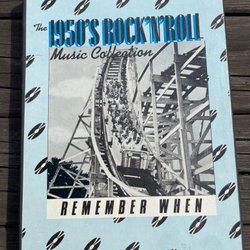 The
1950'S ROCK'N'ROLL
Music Collection
REMEMBER WHEN